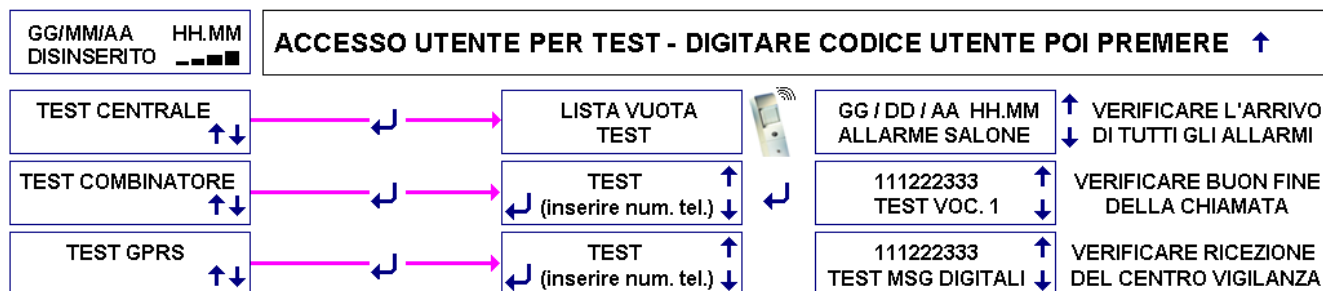 GG/MM/AA HH.MM
DISINSERITO
ACCESSO UTENTE PER TEST - DIGITARE CODICE UTENTE POI PREMERE ↑
TEST CENTRALE
LISTA VUOTA
TEST
GG / DD / AA HH.MM
ALLARME SALONE
VERIFICARE L'ARRIVO
DI TUTTI GLI ALLARMI
TEST COMBINATORE
TEST
(inserire num. tel.)
111222333
TEST VOC. 1
VERIFICARE BUON FINE
DELLA CHIAMATA
TEST GPRS
TEST
(inserire num. tel.)
111222333
TEST MSG DIGITALI
VERIFICARE RICEZIONE
DEL CENTRO VIGILANZA